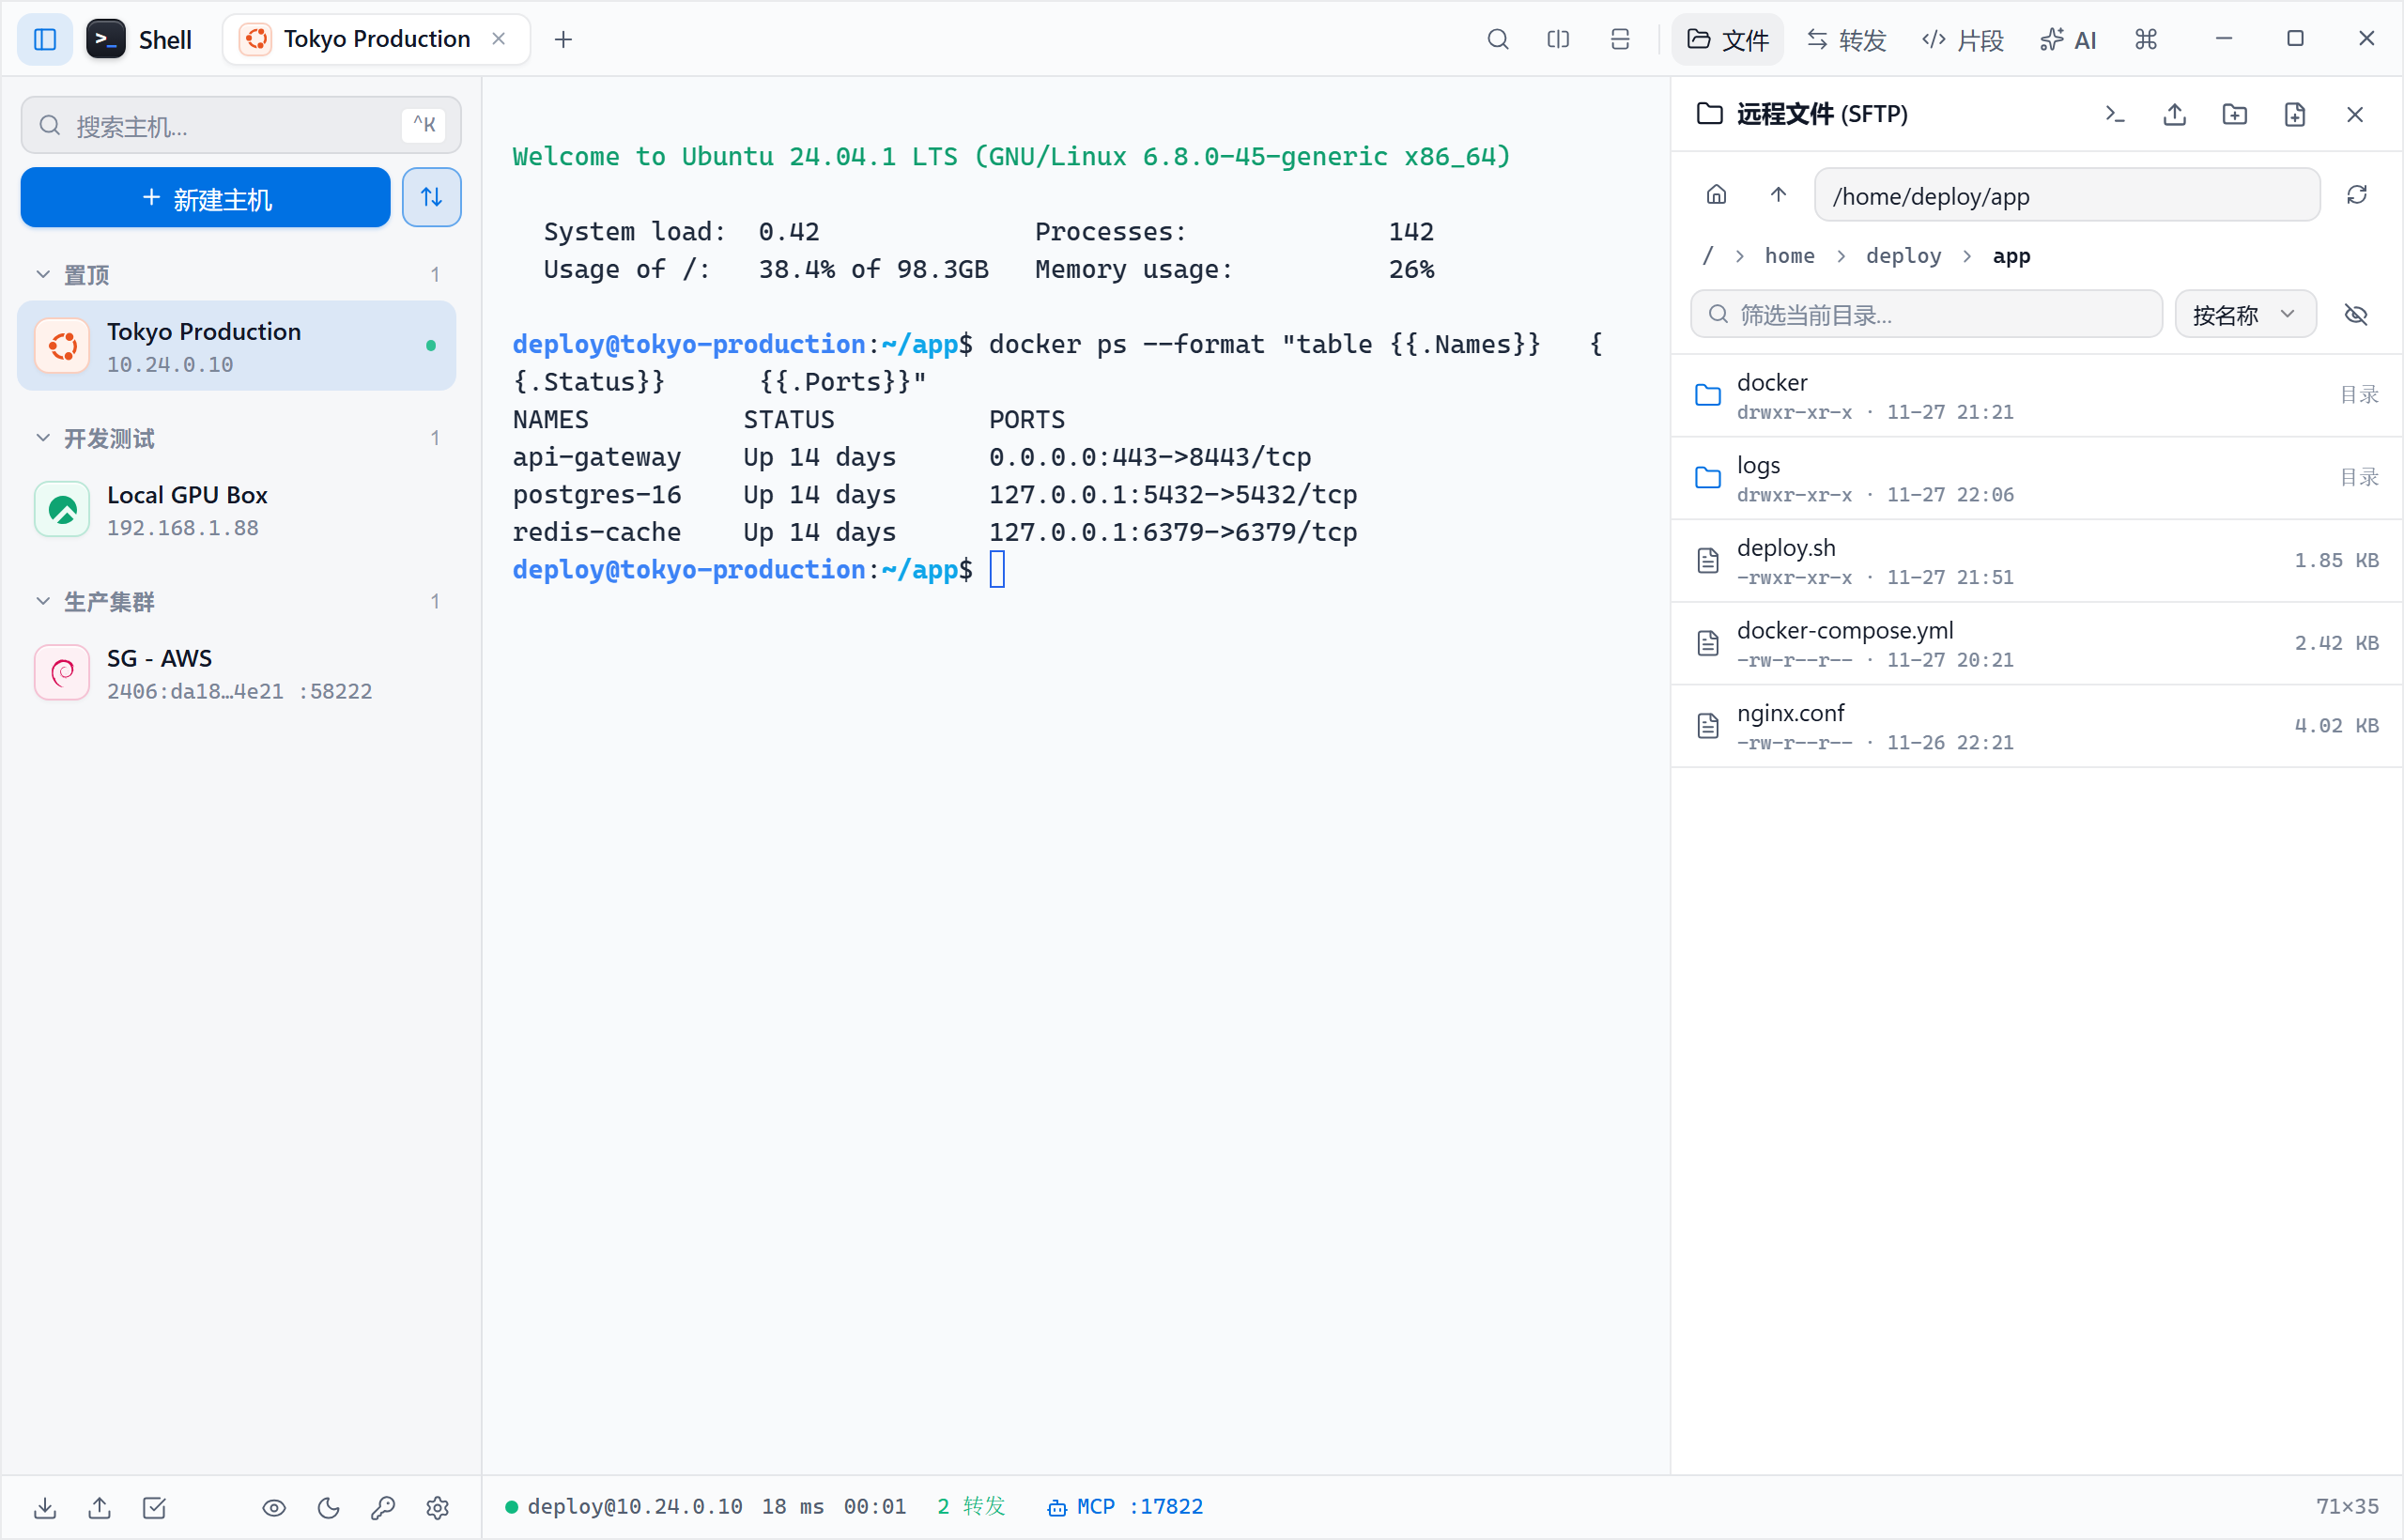 Shell
Tokyo Production
文件
转发
片段
AI
搜索主机...
^K
新建主机
置顶 1
Tokyo Production
10.24.0.10
开发测试 1
Local GPU Box
192.168.1.88
生产集群 1
SG - AWS
2406:da18…4e21 :58222
Welcome to Ubuntu 24.04.1 LTS (GNU/Linux 6.8.0-45-generic x86_64)
System load: 0.42 Processes: 142
Usage of /: 38.4% of 98.3GB Memory usage: 26%
deploy@tokyo-production:~/app$ docker ps --format "table {{.Names}} {
{.Status}} {{.Ports}}"
NAMES STATUS PORTS
api-gateway Up 14 days 0.0.0.0:443->8443/tcp
postgres-16 Up 14 days 127.0.0.1:5432->5432/tcp
redis-cache Up 14 days 127.0.0.1:6379->6379/tcp
deploy@tokyo-production:~/app$
远程文件 (SFTP)
/home/deploy/app
/ > home > deploy > app
筛选当前目录...
按名称
docker
drwxr-xr-x · 11-27 21:21
目录
logs
drwxr-xr-x · 11-27 22:06
目录
deploy.sh
-rwxr-xr-x · 11-27 21:51
1.85 KB
docker-compose.yml
-rw-r--r-- · 11-27 20:21
2.42 KB
nginx.conf
-rw-r--r-- · 11-26 22:21
4.02 KB
deploy@10.24.0.10 18 ms 00:01 2 转发 MCP :17822
71×35